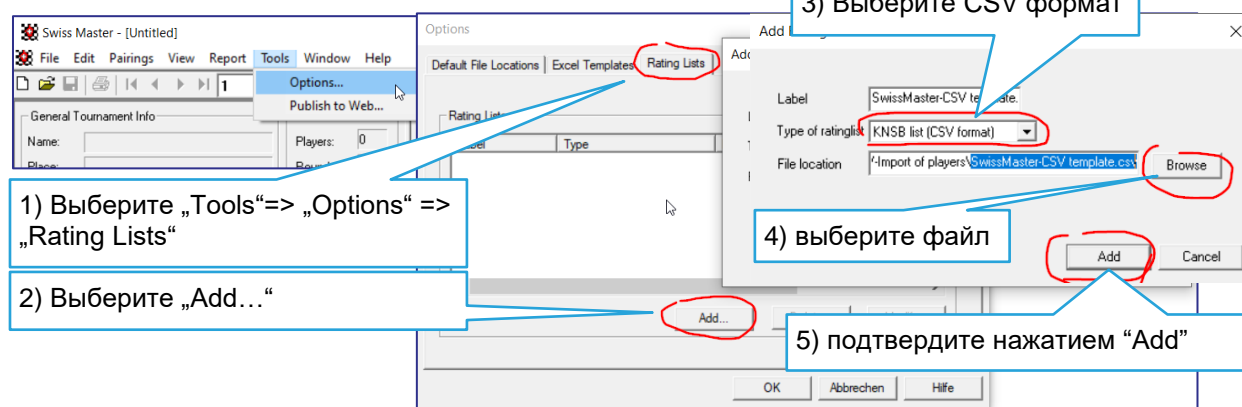 3) Выберите CSV формат
Swiss Master - [Untitled]
File Edit Pairings View Report Tools Window Help
1
Options...
Publish to Web...
General Tournament Info
Name:
Players: 0
1) Выберите „Tools“=> „Options“ =>
„Rating Lists“
2) Выберите „Add…“
Options
Default File Locations Excel Templates Rating Lists
Type
Add...
OK Abbrechen Hilfe
Label SwissMaster-CSV template.
Type of ratinglist KNSB list (CSV format)
File location -Import of players\SwissMaster-CSV template.csv Browse
4) выберите файл
Add Cancel
5) подтвердите нажатием “Add”